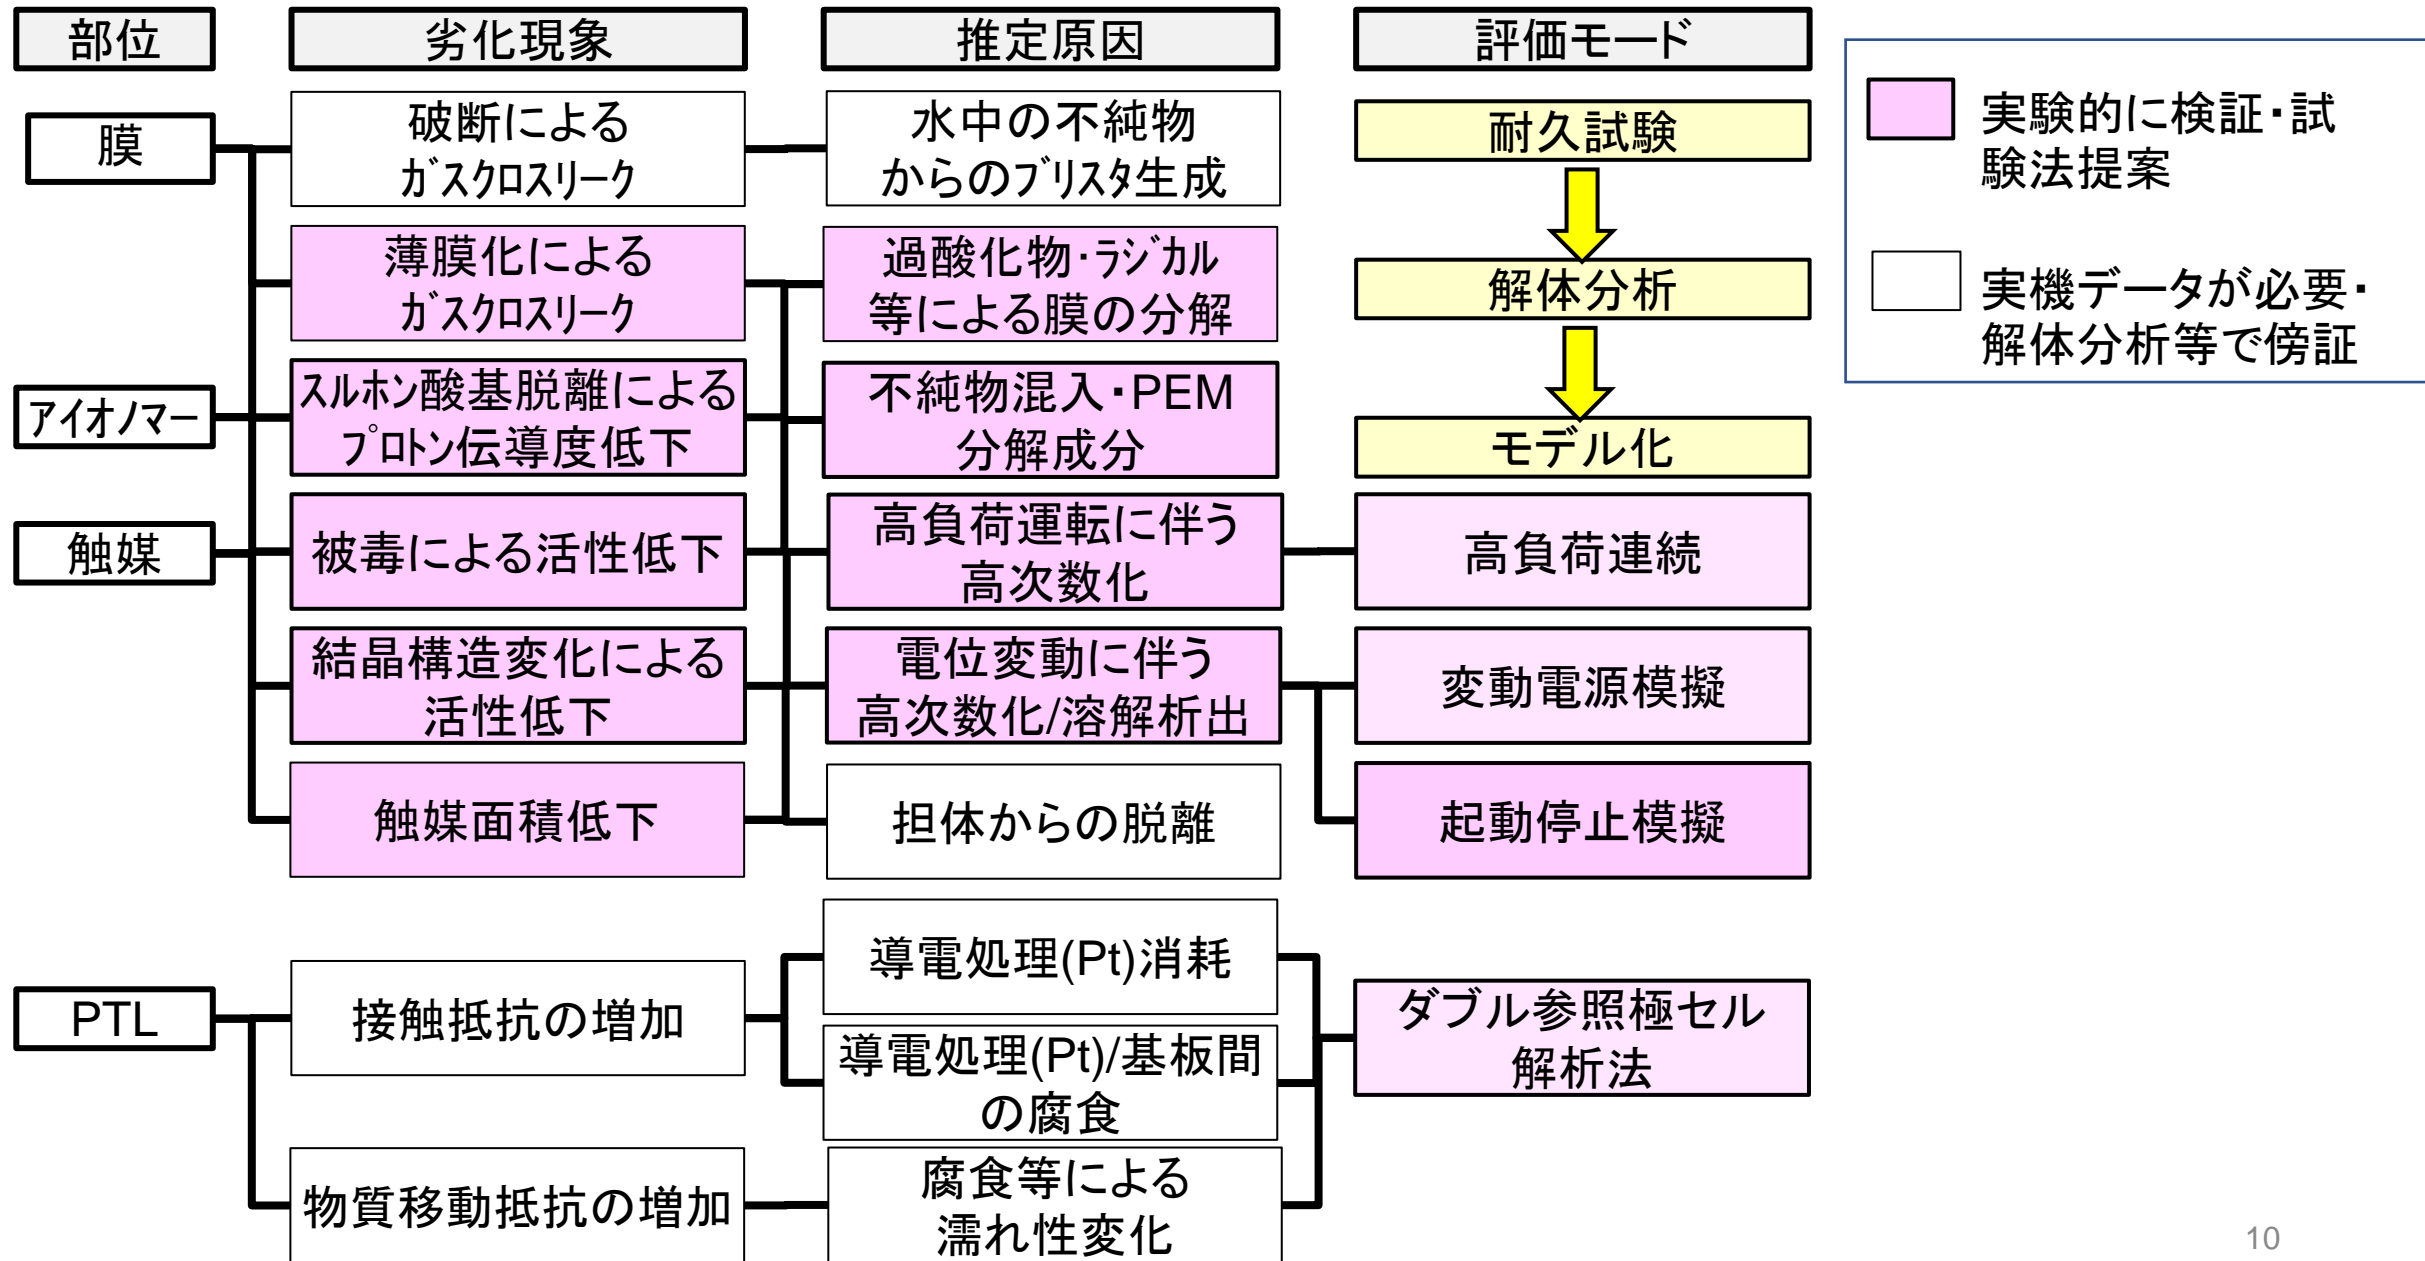 部位
劣化現象
推定原因
評価モード
膜
破断による
ｶﾞｽｸﾛｽﾘｰｸ
水中の不純物
からのﾌﾞﾘｽﾀ生成
耐久試験
薄膜化による
ｶﾞｽｸﾛｽﾘｰｸ
過酸化物･ﾗｼﾞｶﾙ
等による膜の分解
解体分析
アイオノマー
ｽﾙﾎﾝ酸基脱離による
ﾌﾟﾛﾄﾝ伝導度低下
不純物混入・PEM
分解成分
モデル化
触媒
被毒による活性低下
高負荷運転に伴う
高次数化
高負荷連続
結晶構造変化による
活性低下
電位変動に伴う
高次数化/溶解析出
変動電源模擬
触媒面積低下
担体からの脱離
起動停止模擬
PTL
接触抵抗の増加
導電処理(Pt)消耗
導電処理(Pt)/基板間
の腐食
ダブル参照極セル
解析法
物質移動抵抗の増加
腐食等による
濡れ性変化
実験的に検証・試
験法提案
実機データが必要・
解体分析等で傍証
10